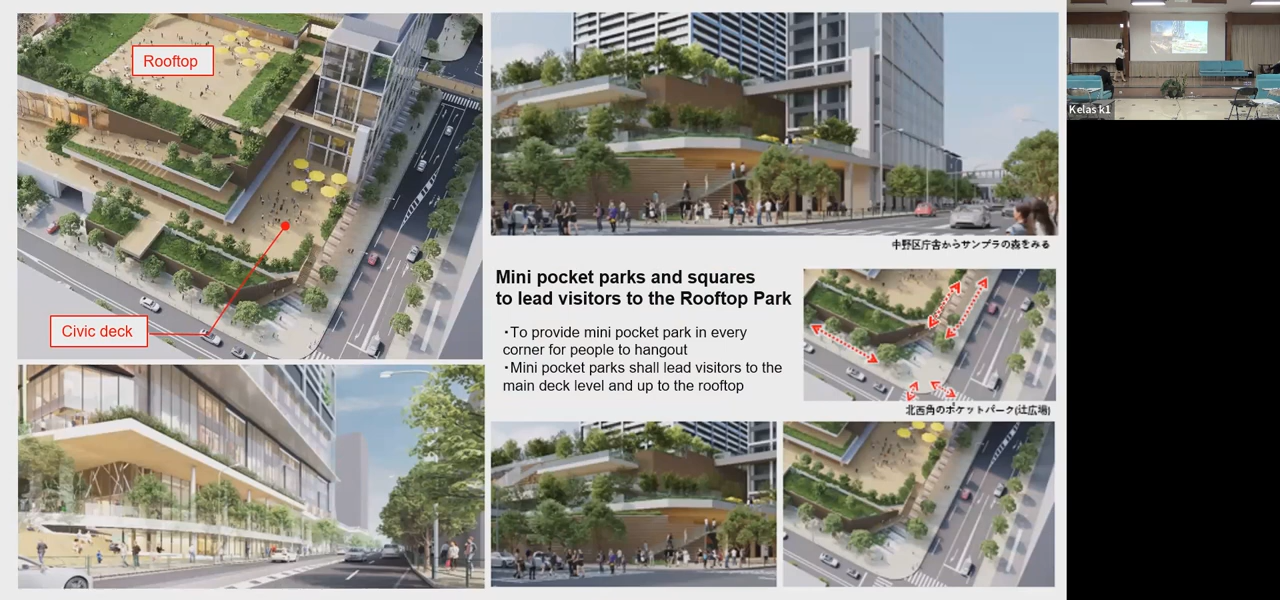 Rooftop
Civic deck
中野区庁舎からサンプラの森をみる
Mini pocket parks and squares
to lead visitors to the Rooftop Park
・To provide mini pocket park in every
corner for people to hangout
・Mini pocket parks shall lead visitors to the
main deck level and up to the rooftop
北西角のポケットパーク(辻広場)
Kelas k1